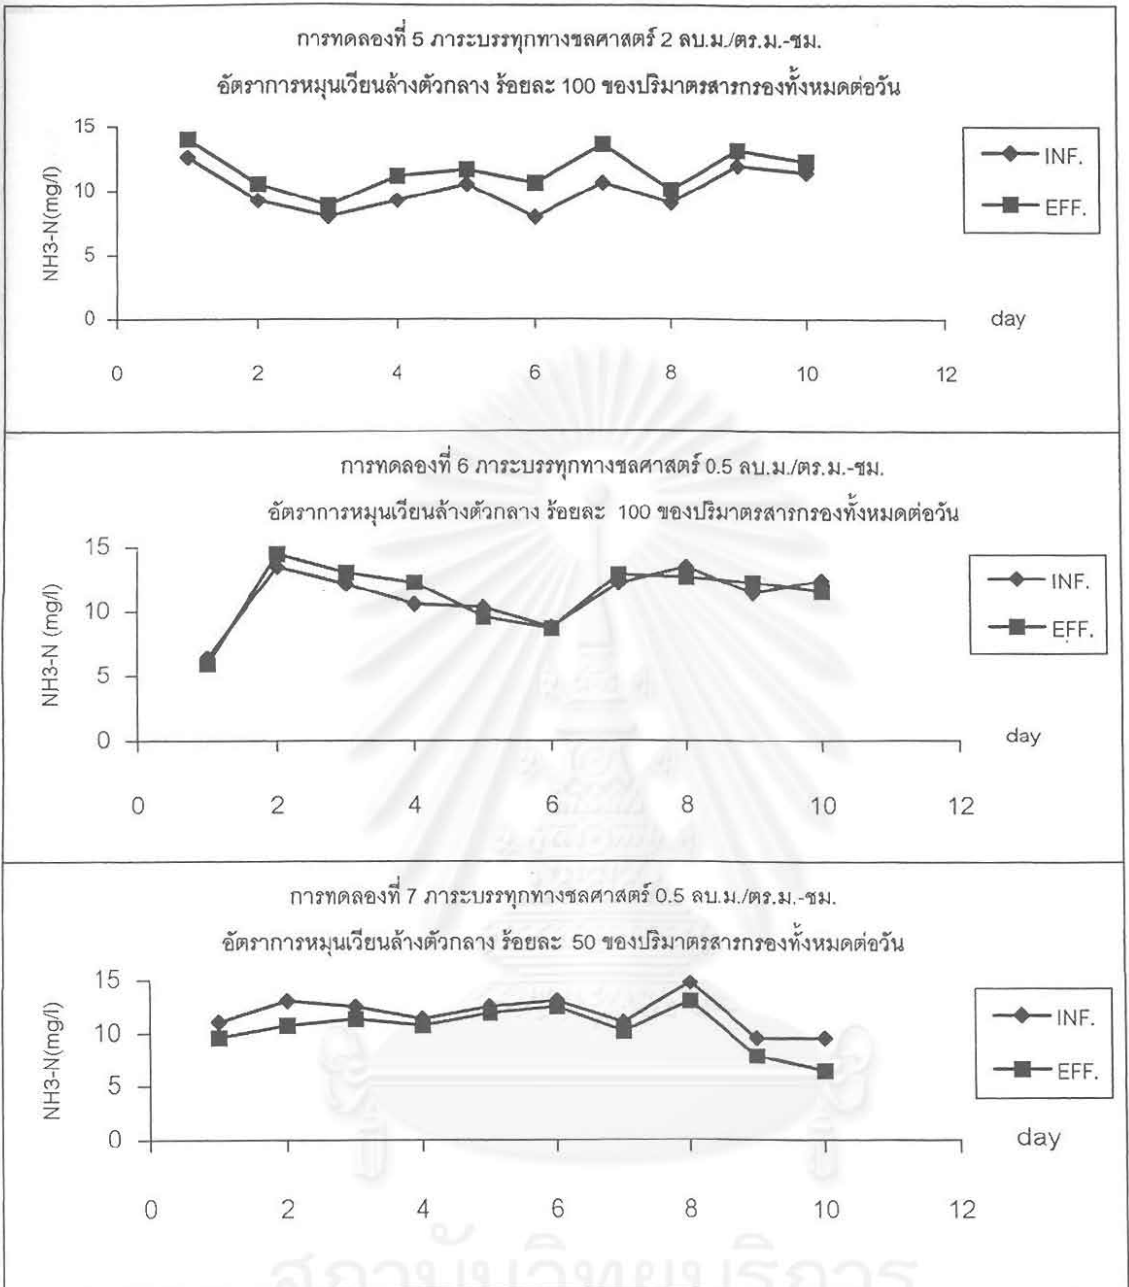 การทดลองที่ 5 ภาระบรรทุกทางชลศาสตร์ 2 ลบ.ม./ตร.ม.-ชม.
อัตราการหมุนเวียนล้างตัวกลาง ร้อยละ 100 ของปริมาตรสารกรองทั้งหมดต่อวัน
NH3-N(mg/l)
15
10
5
0
INF.
EFF.
day
0 2 4 6 8 10 12
การทดลองที่ 6 ภาระบรรทุกทางชลศาสตร์ 0.5 ลบ.ม./ตร.ม.-ชม.
อัตราการหมุนเวียนล้างตัวกลาง ร้อยละ 100 ของปริมาตรสารกรองทั้งหมดต่อวัน
NH3-N (mg/l)
15
10
5
0
INF.
EFF.
day
0 2 4 6 8 10 12
การทดลองที่ 7 ภาระบรรทุกทางชลศาสตร์ 0.5 ลบ.ม./ตร.ม.-ชม.
อัตราการหมุนเวียนล้างตัวกลาง ร้อยละ 50 ของปริมาตรสารกรองทั้งหมดต่อวัน
NH3-N(mg/l)
15
10
5
0
INF.
EFF.
day
0 2 4 6 8 10 12
สถาบันวิทยบริการ